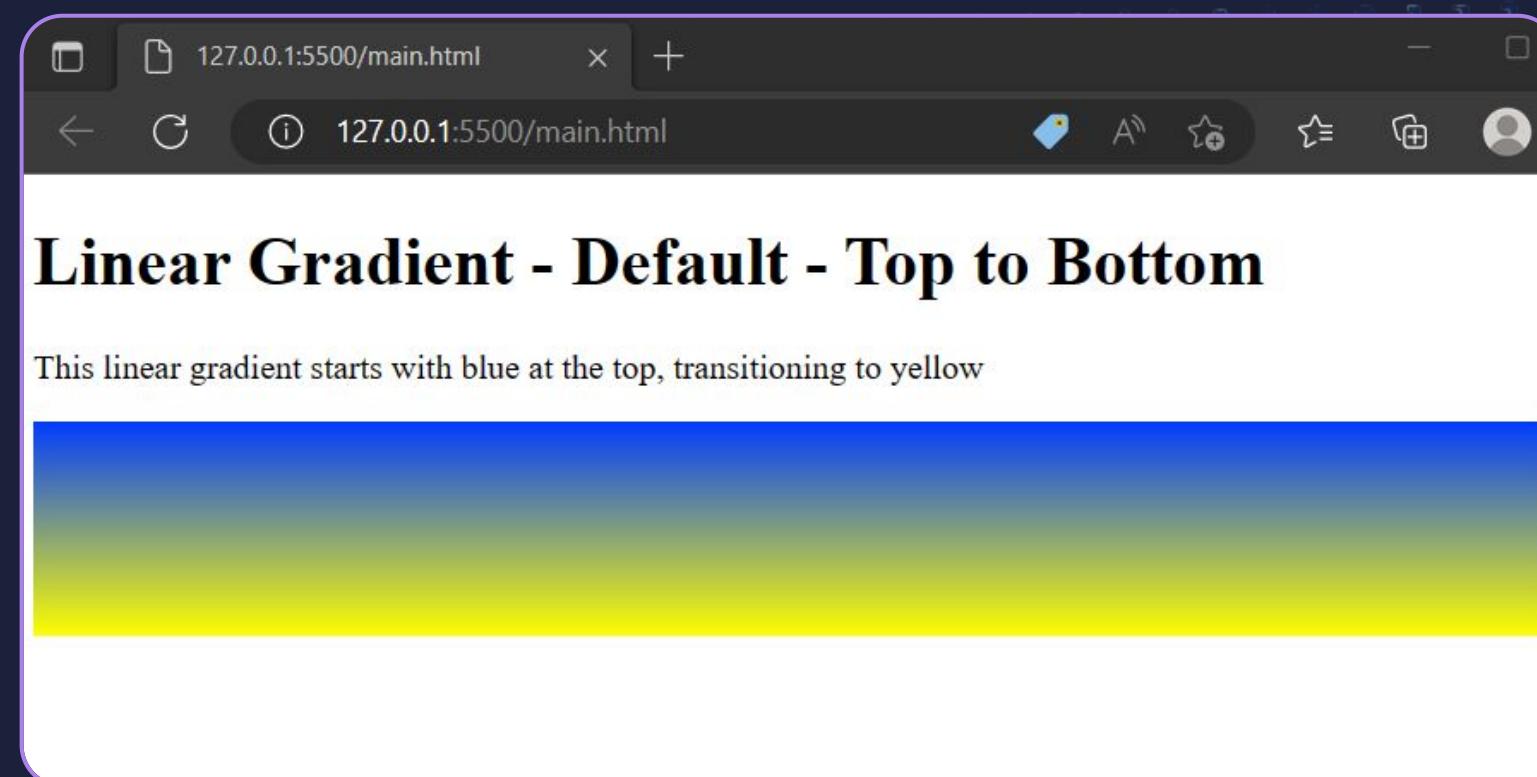 127.0.0.1:5500/main.html
127.0.0.1:5500/main.html
Linear Gradient - Default - Top to Bottom
This linear gradient starts with blue at the top, transitioning to yellow